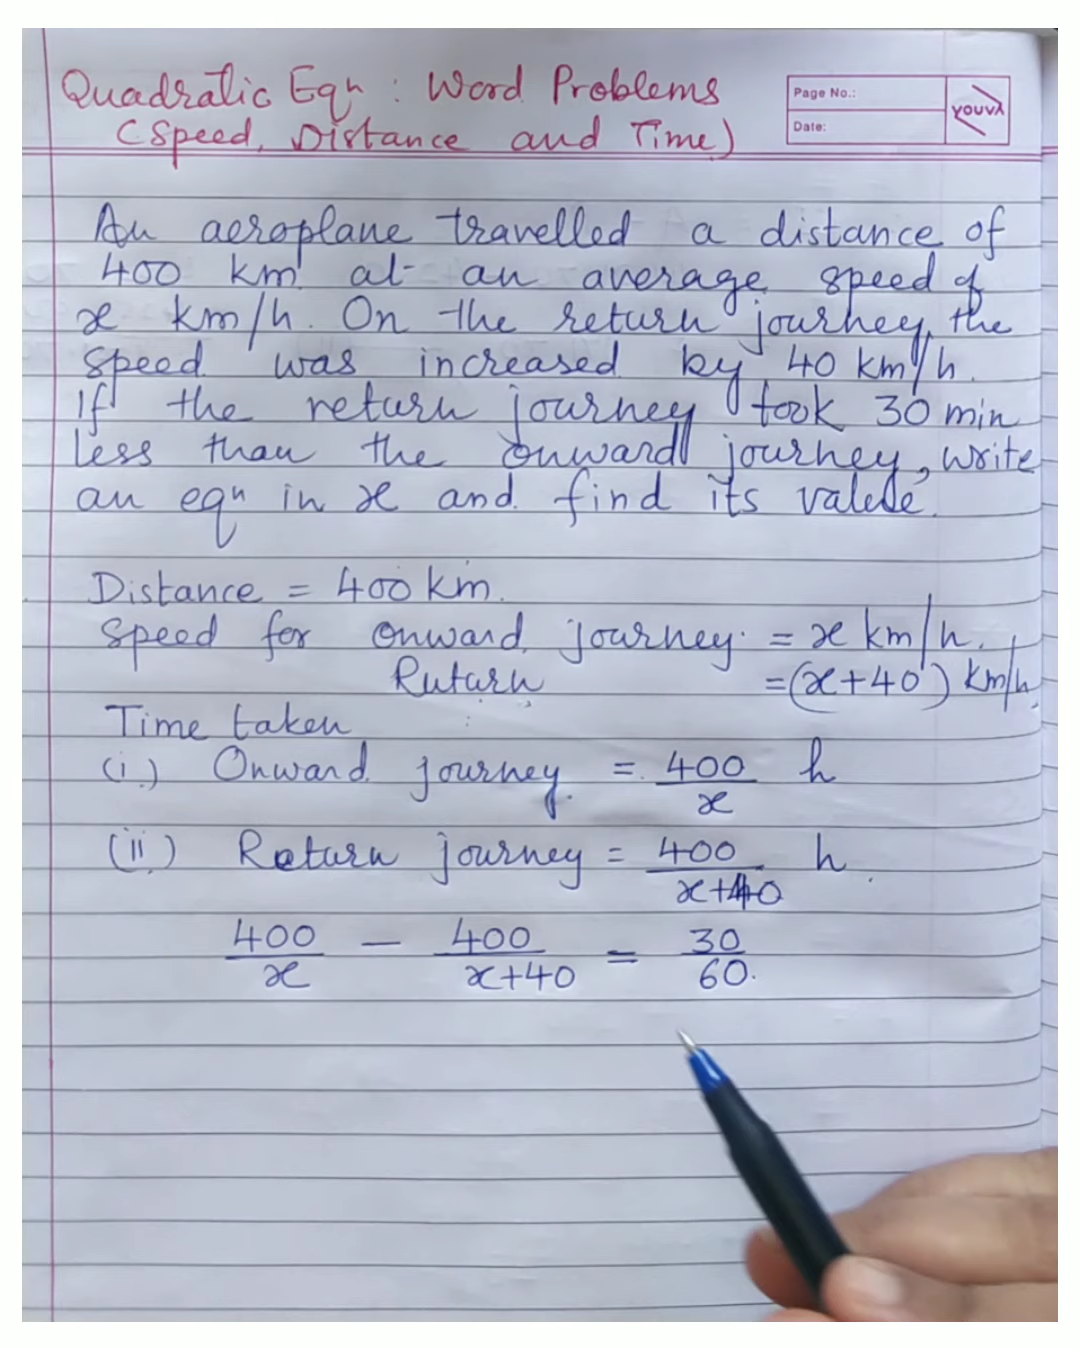 Quadratic Eqn : Word Problems
(Speed, Distance and Time)
Page No.:
Date:
YOUVA
An aeroplane travelled a distance of
400 km at an average speed of
x km/h. On the return journey, the
speed was increased by 40 km/h.
If the return journey took 30 min
less than the onward journey, write
an eqn in x and find its value.
Distance = 400 km.
Speed for onward journey = x km/h.
Return = (x+40) km/h.
Time taken
(i) Onward journey = 400/x h
(ii) Return journey = 400/x+40 h.
400/x - 400/x+40 = 30/60.